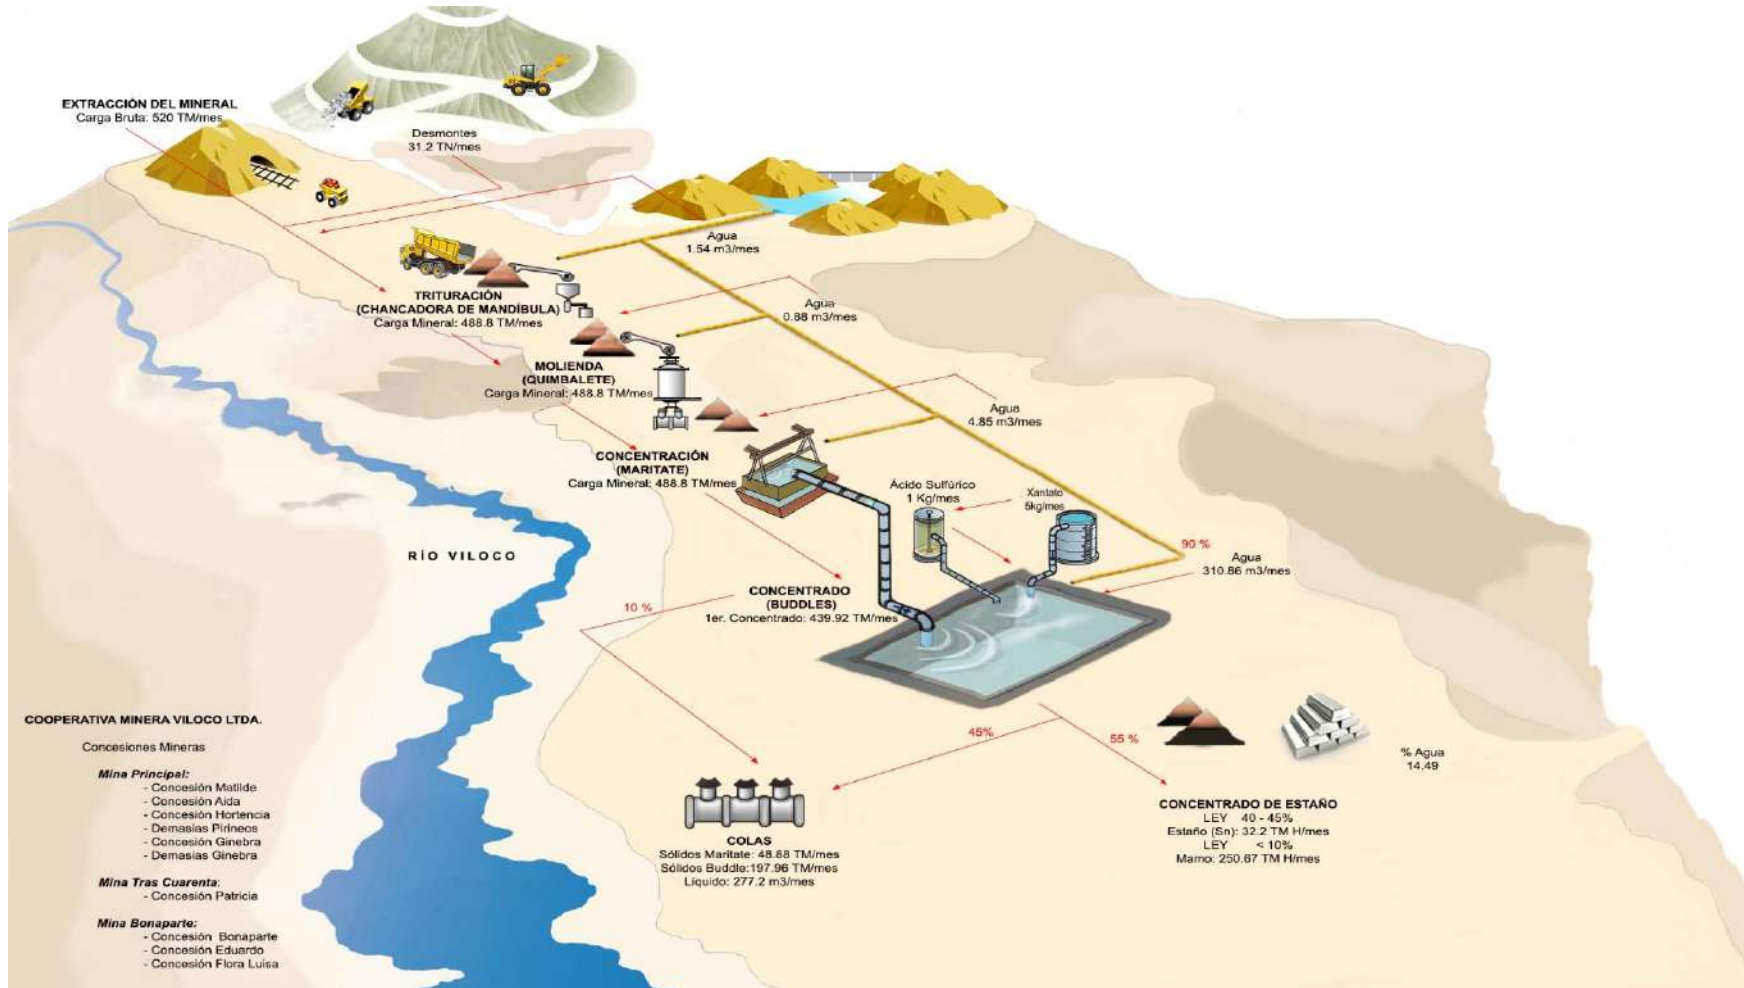 EXTRACCIÓN DEL MINERAL
Carga Bruta: 520 TM/mes
Desmontes
31.2 TN/mes
Agua
1.54 m3/mes
TRITURACIÓN
(CHANCADORA DE MANDÍBULA)
Carga Mineral: 488.8 TM/mes
Agua
0.88 m3/mes
MOLIENDA
(QUIMBALETE)
Carga Mineral: 488.8 TM/mes
Agua
4.85 m3/mes
CONCENTRACIÓN
(MARITATE)
Carga Mineral: 488.8 TM/mes
Ácido Sulfúrico
1 Kg/mes
Xantato
5kg/mes
90 %
Agua
310.86 m3/mes
RÍO VILOCO
CONCENTRADO
(BUDDLES)
1er. Concentrado: 439.92 TM/mes
10 %
45%
55 %
% Agua
14.49
COLAS
Sólidos Maritate: 48.88 TM/mes
Sólidos Buddle:197.96 TM/mes
Líquido: 277.2 m3/mes
CONCENTRADO DE ESTAÑO
LEY 40 - 45%
Estaño (Sn): 32.2 TM H/mes
LEY < 10%
Mamo: 250.67 TM H/mes
COOPERATIVA MINERA VILOCO LTDA.
Concesiones Mineras
Mina Principal:
- Concesión Matilde
- Concesión Aida
- Concesión Hortencia
- Demasías Pirineos
- Concesión Ginebra
- Demasías Ginebra
Mina Tras Cuarenta:
- Concesión Patricia
Mina Bonaparte:
- Concesión Bonaparte
- Concesión Eduardo
- Concesión Flora Luisa